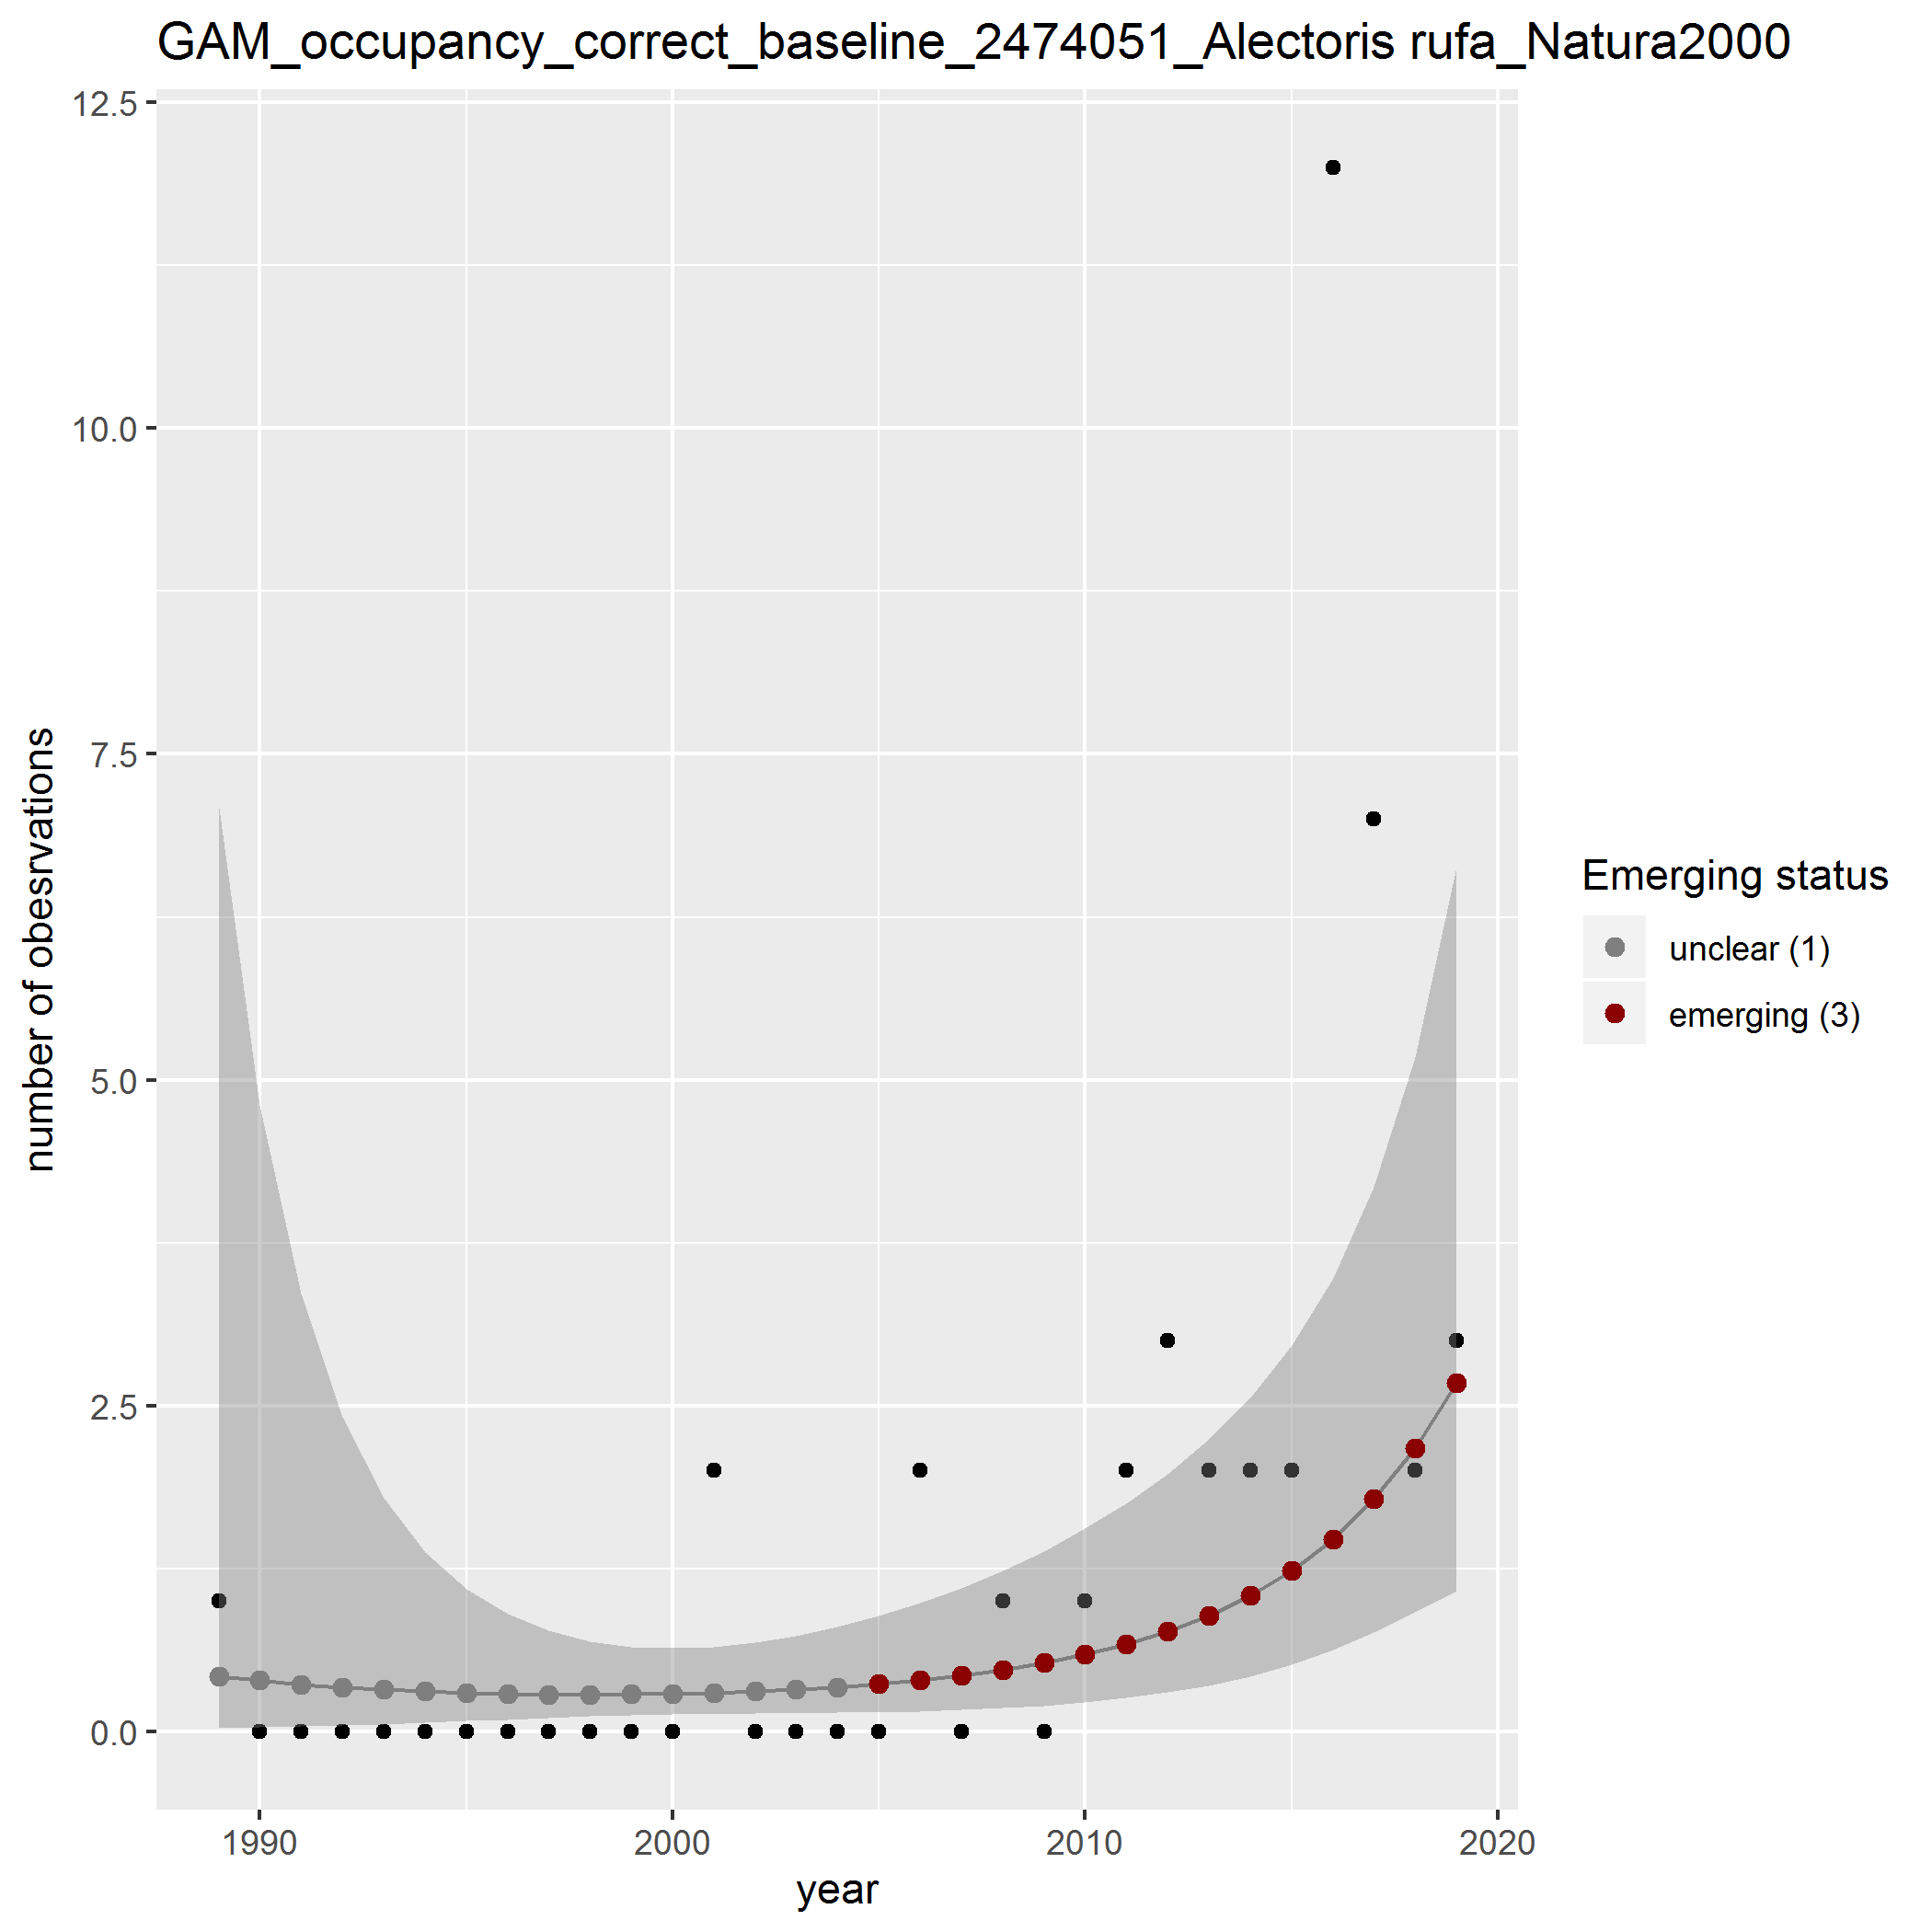 GAM_occupancy_correct_baseline_2474051_Alectoris rufa_Natura2000
12.5
10.0
7.5
5.0
2.5
0.0
number of obesrvations
1990
2000
2010
2020
year
Emerging status
unclear (1)
emerging (3)